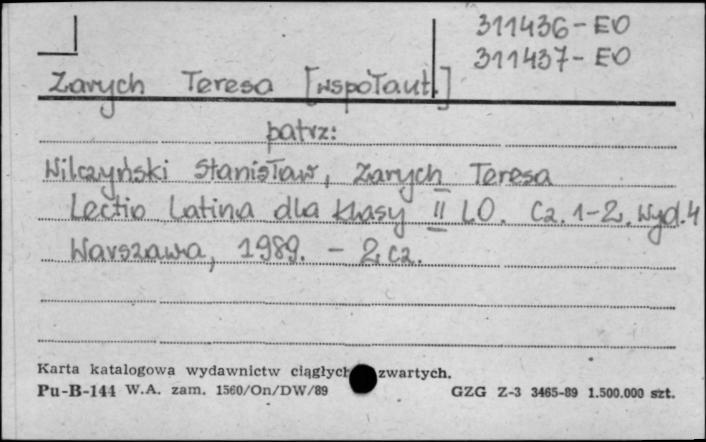 311436-EO
311437-EO
Zarych Teresa [współaut.]
patrz:
Wilczyński Stanisław, Zarych Teresa
Lectio Latina dla klasy II LO. Cz. 1-2. Wyd. 4
Warszawa, 1989. - 2 cz.
Karta katalogowa wydawnictw ciągłych zwartych.
Pu-B-144 W.A. zam. 1560/On/DW/89 GZG Z-3 3465-89 1.500.000 szt.